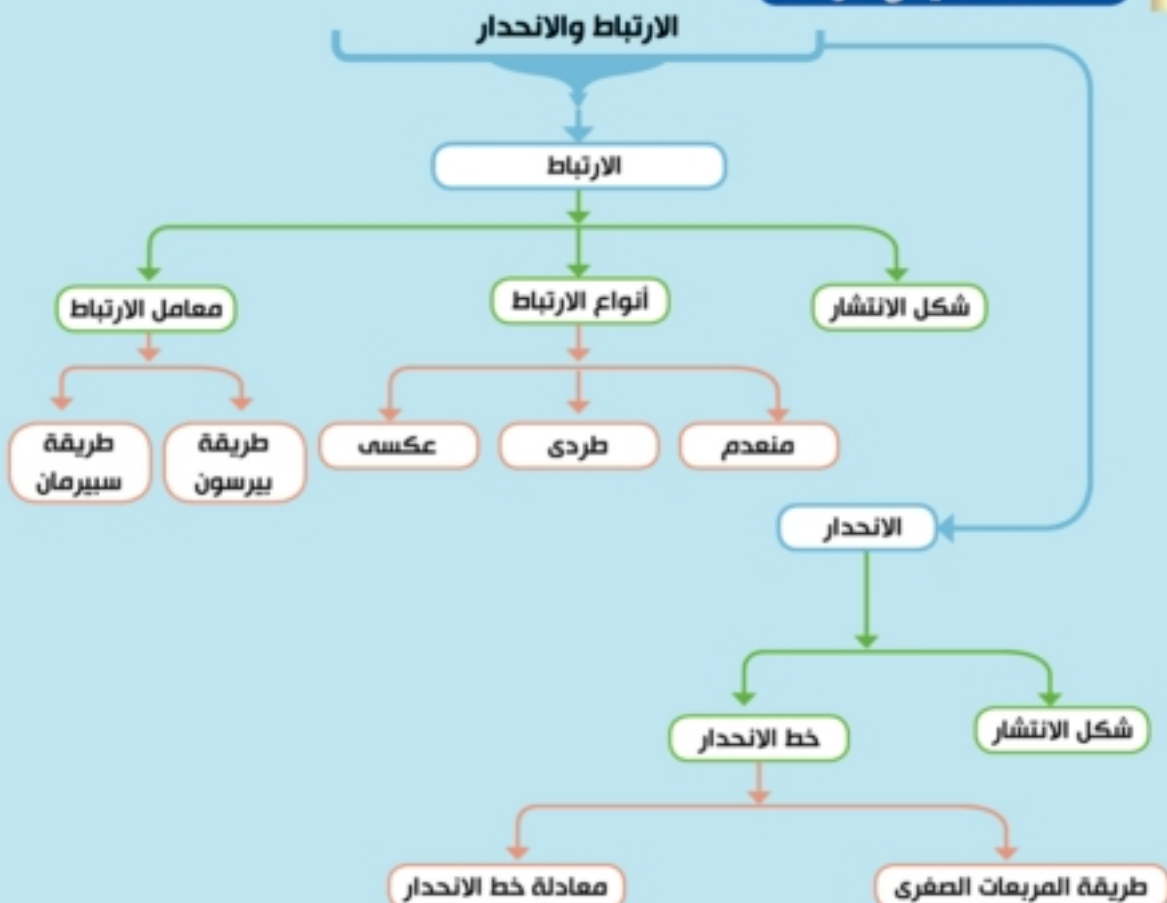 الارتباط والانحدار
الارتباط
شكل الانتشار
أنواع الارتباط
معامل الارتباط
منعدم
طردى
عكسى
طريقة
بيرسون
طريقة
سبيرمان
الانحدار
شكل الانتشار
خط الانحدار
طريقة المربعات الصغرى
معادلة خط الانحدار